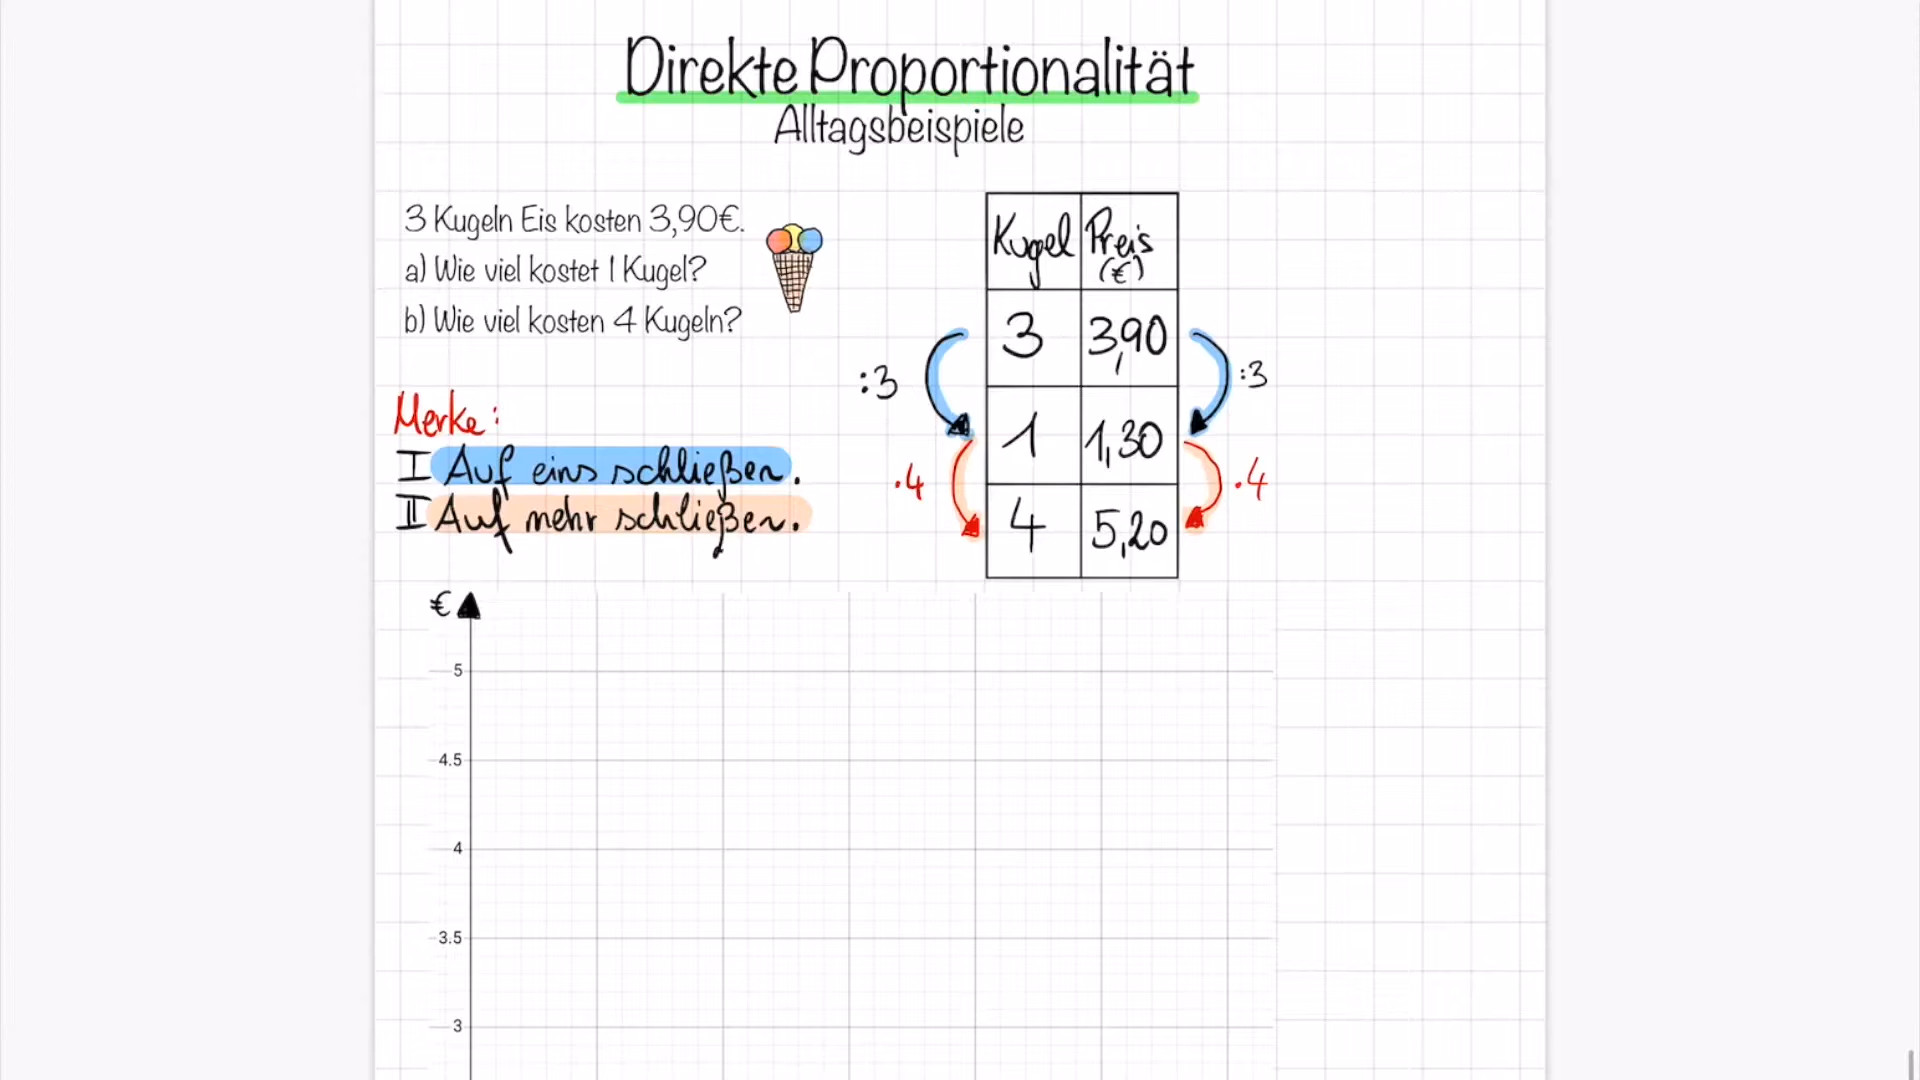 Direkte Proportionalität
Alltagsbeispiele
3 Kugeln Eis kosten 3,90€.
a) Wie viel kostet 1 Kugel?
b) Wie viel kosten 4 Kugeln?
Merke:
I Auf eins schließen.
II Auf mehr schließen.
Kugel Preis
(€)
3 3,90
:3 :3
1 1,30
·4 ·4
4 5,20
€
5
4.5
4
3.5
3